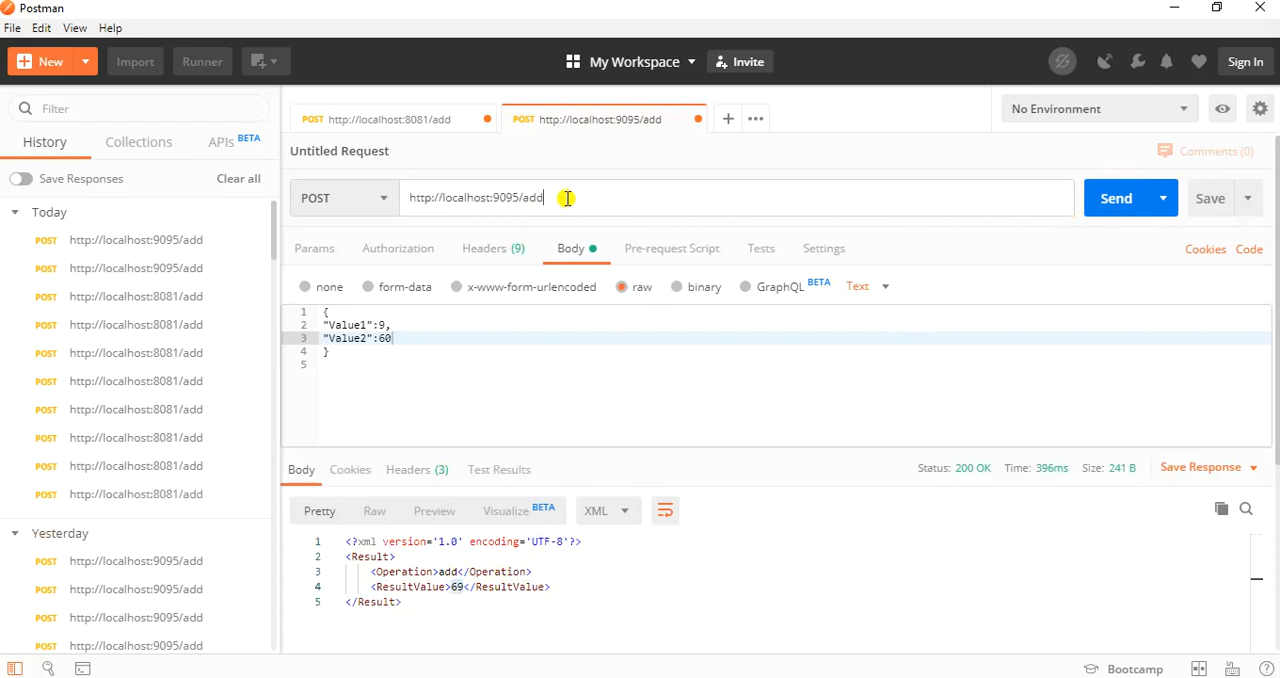 Postman
File Edit View Help
New Import Runner My Workspace Invite Sign In
Filter
History Collections APIs BETA
Save Responses Clear all
Today
POST http://localhost:9095/add
POST http://localhost:9095/add
POST http://localhost:9095/add
POST http://localhost:9095/add
POST http://localhost:9095/add
POST http://localhost:9095/add
POST http://localhost:8081/add
POST http://localhost:8081/add
POST http://localhost:8081/add
POST http://localhost:8081/add
Yesterday
POST http://localhost:9095/add
POST http://localhost:9095/add
POST http://localhost:9095/add
POST http://localhost:9095/add
POST http://localhost:8081/add POST http://localhost:9095/add No Environment
Untitled Request Comments (0)
POST http://localhost:9095/add Send Save
Params Authorization Headers (9) Body Pre-request Script Tests Settings Cookies Code
none form-data x-www-form-urlencoded raw binary GraphQL BETA Text
1 {
2 "Value1":9,
3 "Value2":60
4 }
5
Body Cookies Headers (3) Test Results Status: 200 OK Time: 396ms Size: 241 B Save Response
Pretty Raw Preview Visualize BETA XML
1 <?xml version='1.0' encoding='UTF-8'?>
2 <Result>
3 <Operation>add</Operation>
4 <ResultValue>69</ResultValue>
5 </Result>
Bootcamp